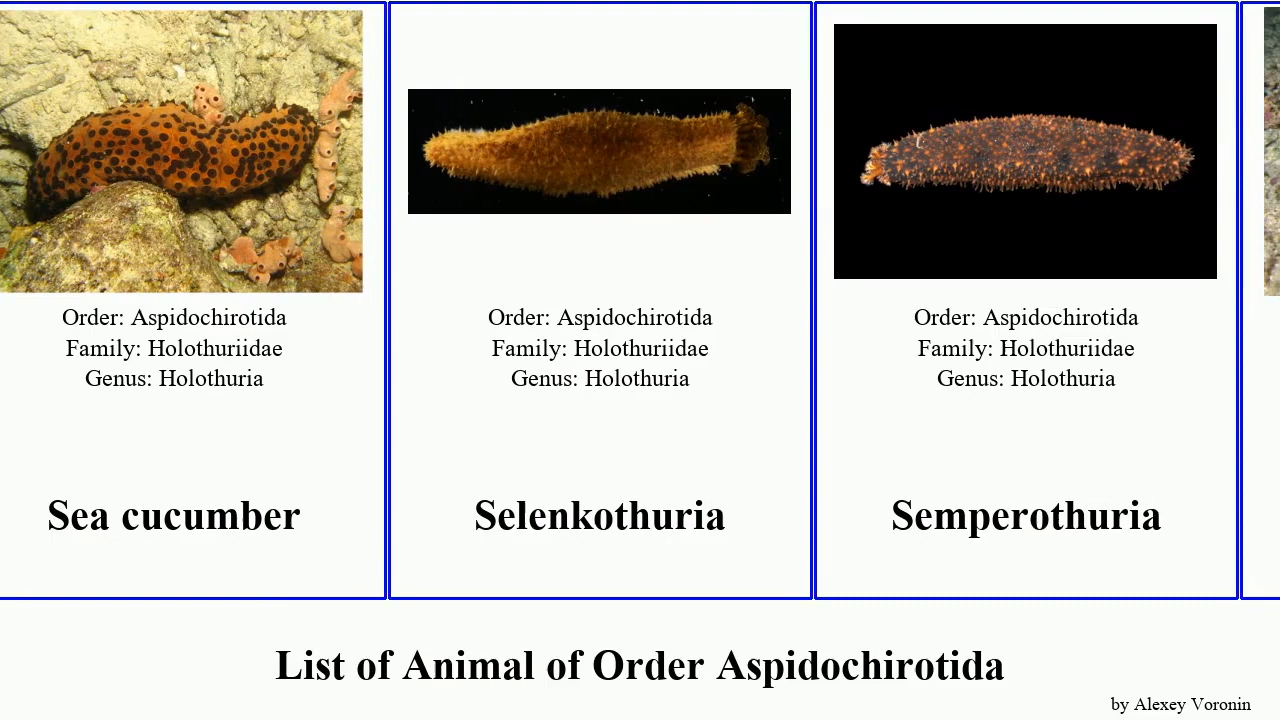 Order: Aspidochirotida
Family: Holothuriidae
Genus: Holothuria
Sea cucumber
Order: Aspidochirotida
Family: Holothuriidae
Genus: Holothuria
Selenkothuria
Order: Aspidochirotida
Family: Holothuriidae
Genus: Holothuria
Semperothuria
List of Animal of Order Aspidochirotida
by Alexey Voronin